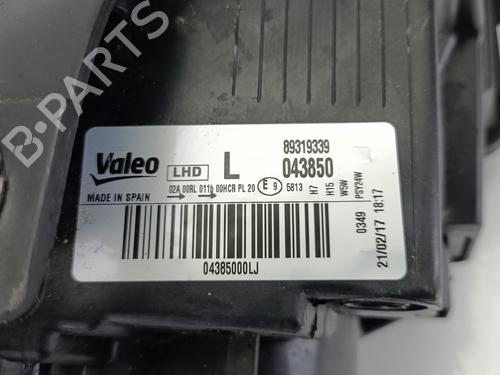 89319339
Valeo LHD L 043850
02A 00RL 011b 00HCR PL 20 E 9 5813
MADE IN SPAIN
04385000LJ
H7
H15
W5W
PSY24W
0349
21/02/17 18:17
B-PARTS